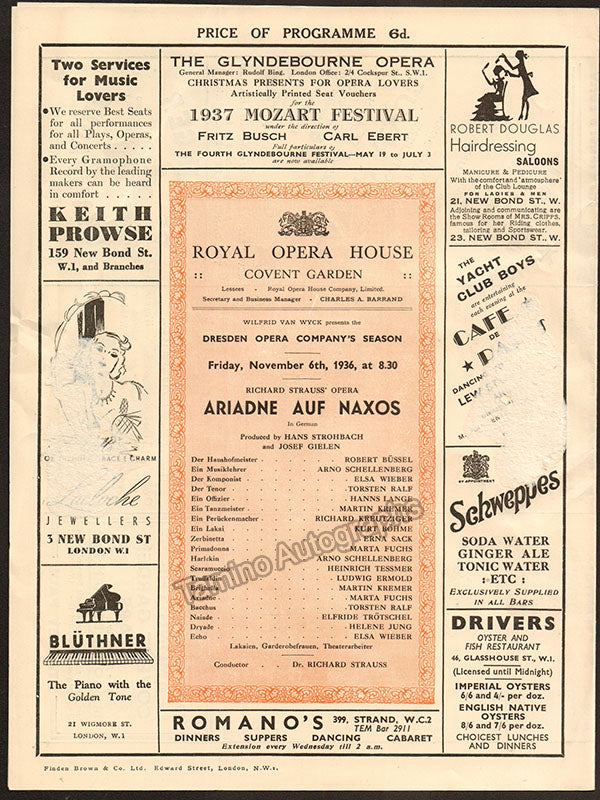 PRICE OF PROGRAMME 6d.
Two Services
for Music
Lovers
•We reserve Best Seats
for all performances
for all Plays, Operas,
and Concerts . . . . .
•Every Gramophone
Record by the leading
makers can be heard
in comfort . . . . .
KEITH
PROWSE
159 New Bond St.
W.1, and Branches
THE GLYNDEBOURNE OPERA
General Manager: Rudolf Bing. London Office: 2/4 Cockspur St., S.W.1.
CHRISTMAS PRESENTS FOR OPERA LOVERS
Artistically Printed Seat Vouchers
for the
1937 MOZART FESTIVAL
under the direction of
FRITZ BUSCH CARL EBERT
Full particulars of
THE FOURTH GLYNDEBOURNE FESTIVAL—MAY 19 to JULY 3
are now available
ROBERT DOUGLAS
Hairdressing
SALOONS
MANICURE & PEDICURE
With the comfort and 'atmosphere'
of the Club Lounge
FOR LADIES & MEN
21, NEW BOND ST., W.
Adjoining and communicating are
the Show Rooms of MRS. CRIPPS,
famous for her Riding clothes,
tailoring and Sportswear.
23, NEW BOND ST., W.
ROYAL OPERA HOUSE
:: COVENT GARDEN ::
Lessees - Royal Opera House Company, Limited.
Secretary and Business Manager - CHARLES A. BARRAND
WILFRID VAN WYCK presents the
DRESDEN OPERA COMPANY'S SEASON
Friday, November 6th, 1936, at 8.30
RICHARD STRAUSS' OPERA
ARIADNE AUF NAXOS
In German
Produced by HANS STROHBACH
and JOSEF GIELEN
Der Haushofmeister ROBERT BÜSSEL
Ein Musiklehrer ARNO SCHELLENBERG
Der Komponist ELSA WIEBER
Der Tenor TORSTEN RALF
Ein Offizier HANNS LANGE
Ein Tanzmeister MARTIN KREMER
Ein Perückenmacher RICHARD KREUTZIGER
Ein Lakai KURT BÖHME
Zerbinetta ERNA SACK
Primadonna MARTA FUCHS
Harlekin ARNO SCHELLENBERG
Scaramuccio HEINRICH TESSMER
Truffaldin LUDWIG ERMOLD
Brighella MARTIN KREMER
Ariadne MARTA FUCHS
Bacchus TORSTEN RALF
Najade ELFRIDE TRÖTSCHEL
Dryade HELENE JUNG
Echo ELSA WIEBER
Lakaien, Garderobefrauen, Theaterarbeiter
Conductor Dr. RICHARD STRAUSS
Tamino Autographs
THE
YACHT
CLUB BOYS
are entertaining
each evening at the
CAFÉ
DE
DANCING
BY APPOINTMENT
Schweppes
SODA WATER
GINGER ALE
TONIC WATER
:•ETC :
EXCLUSIVELY SUPPLIED
IN ALL BARS
CHARM
JEWELLERS
3 NEW BOND ST
LONDON W.1
BLÜTHNER
The Piano with the
Golden Tone
21 WIGMORE ST.
LONDON, W.1
DRIVERS
OYSTER AND
FISH RESTAURANT
46, GLASSHOUSE ST., W.1.
(Licensed until Midnight)
IMPERIAL OYSTERS
6/6 and 4/- per doz.
ENGLISH NATIVE
OYSTERS
8/6 and 7/6 per doz.
CHOICEST LUNCHES
AND DINNERS
ROMANO'S 399, STRAND, W.C.2
TEM Bar 2911
DINNERS SUPPERS DANCING CABARET
Extension every Wednesday till 2 a.m.
Finden Brown & Co. Ltd. Edward Street, London, N.W.1.